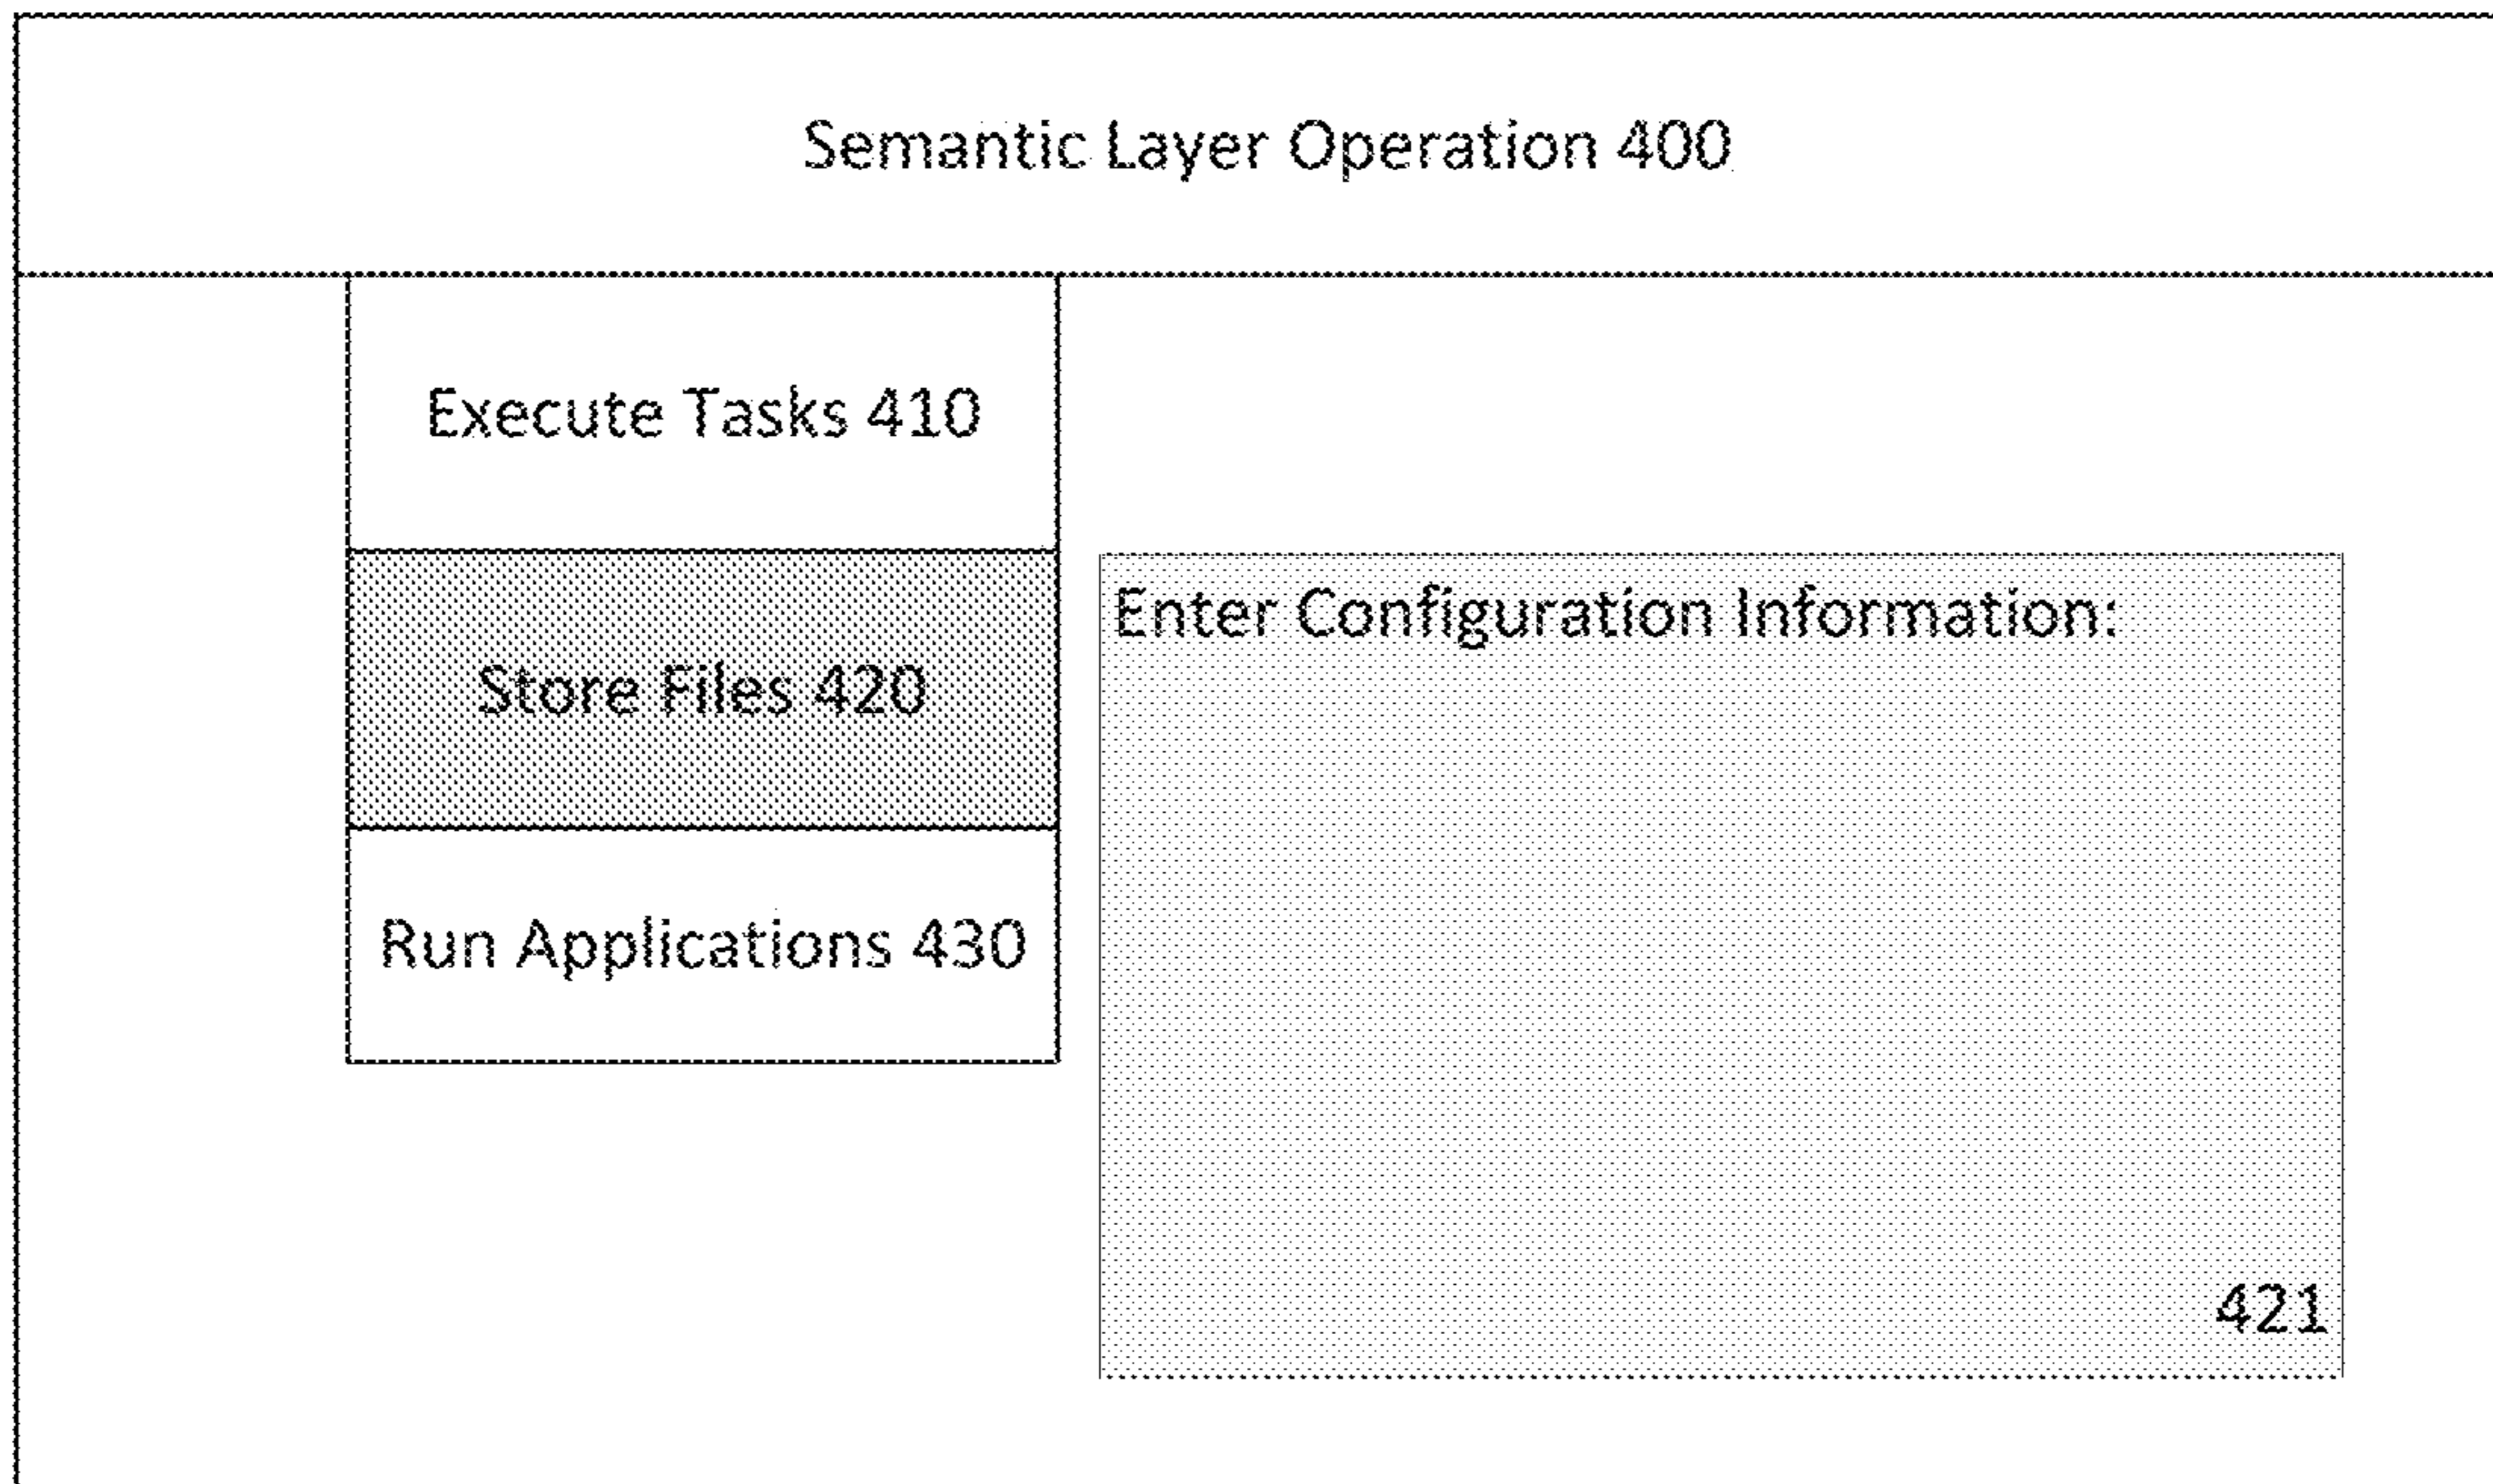 Semantic Layer Operation 400
Execute Tasks 410
Store Files 420
Run Applications 430
Enter Configuration Information:
421